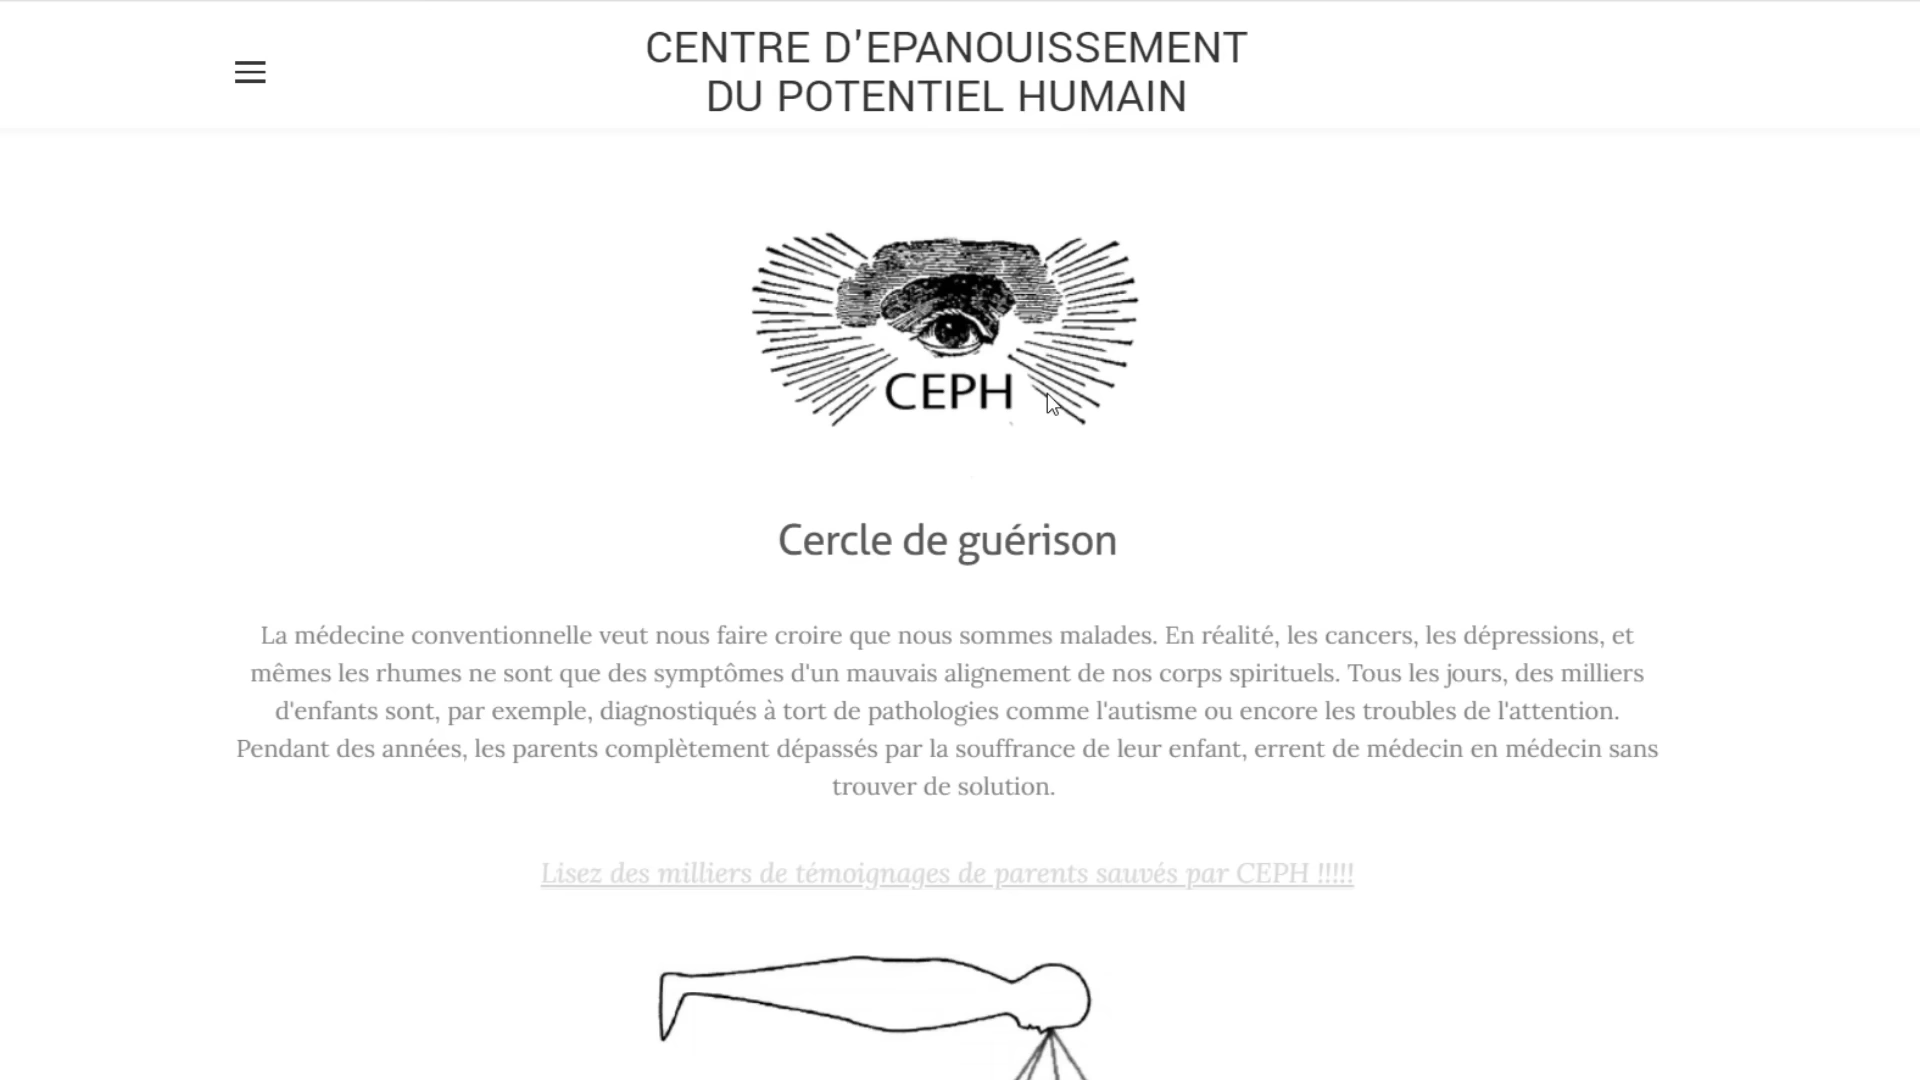 CENTRE D'EPANOUISSEMENT
DU POTENTIEL HUMAIN
CEPH
Cercle de guérison
La médecine conventionnelle veut nous faire croire que nous sommes malades. En réalité, les cancers, les dépressions, et
mêmes les rhumes ne sont que des symptômes d'un mauvais alignement de nos corps spirituels. Tous les jours, des milliers
d'enfants sont, par exemple, diagnostiqués à tort de pathologies comme l'autisme ou encore les troubles de l'attention.
Pendant des années, les parents complètement dépassés par la souffrance de leur enfant, errent de médecin en médecin sans
trouver de solution.
Lisez des milliers de témoignages de parents sauvés par CEPH !!!!!